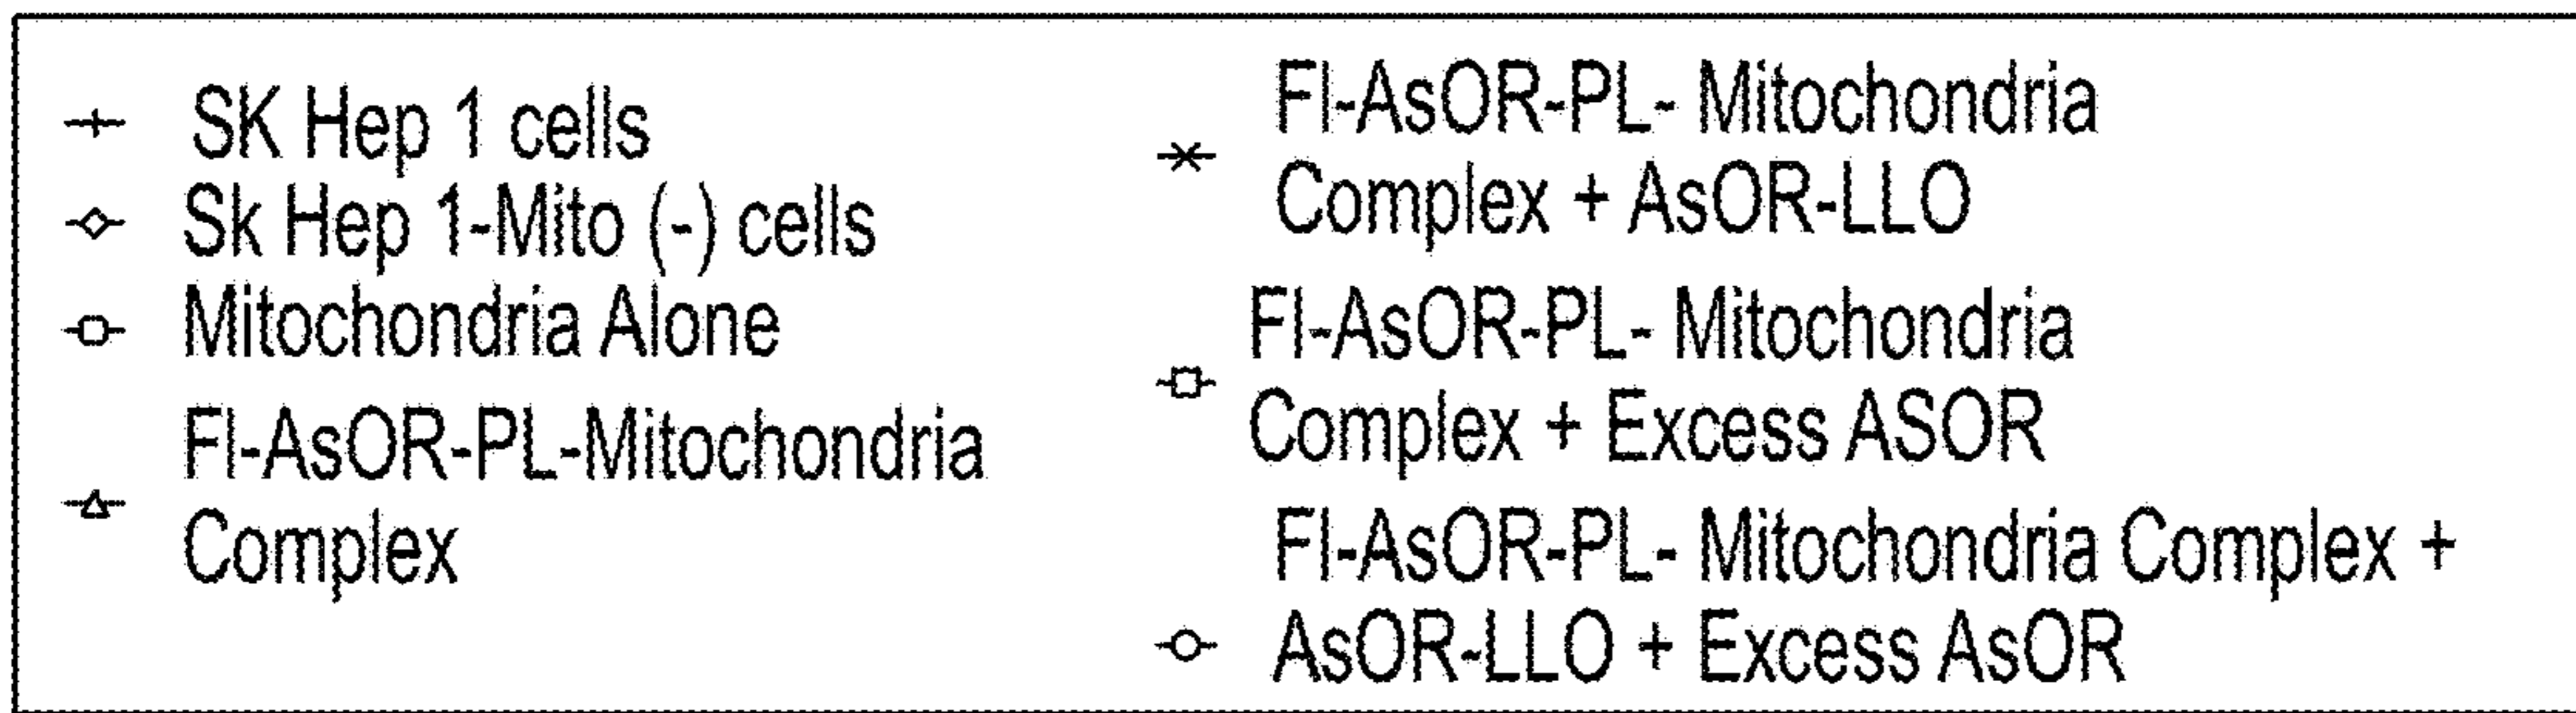 SK Hep 1 cells
Sk Hep 1-Mito (-) cells
Mitochondria Alone
Fl-AsOR-PL-Mitochondria
Complex
Fl-AsOR-PL- Mitochondria
Complex + AsOR-LLO
Fl-AsOR-PL- Mitochondria
Complex + Excess ASOR
Fl-AsOR-PL- Mitochondria Complex +
AsOR-LLO + Excess AsOR